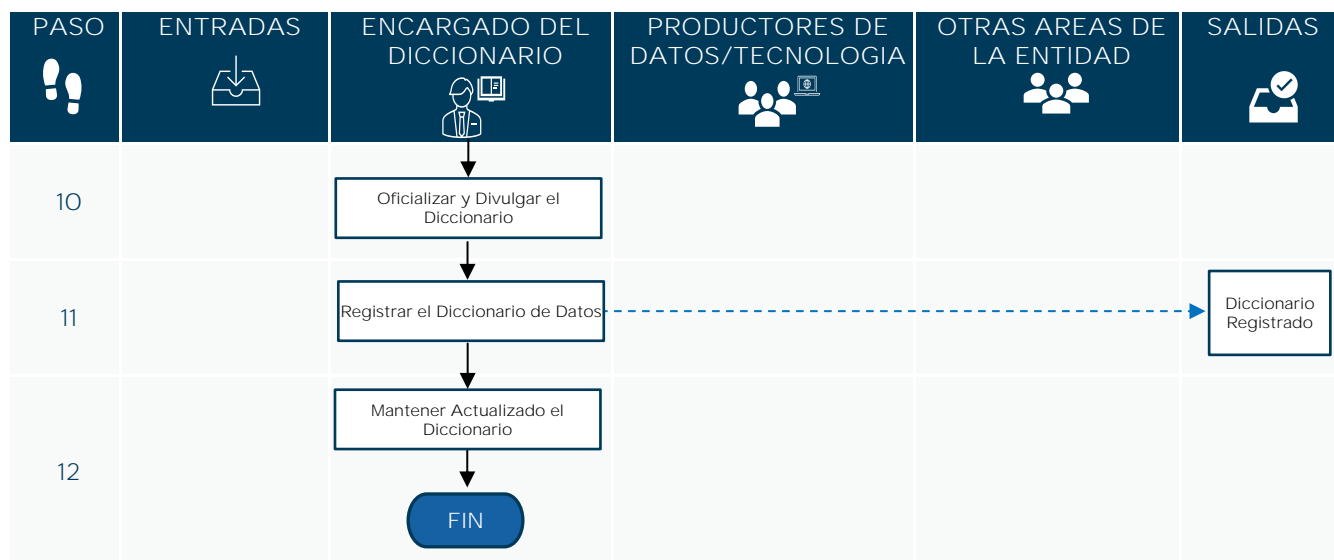 PASO
ENTRADAS
ENCARGADO DEL
DICCIONARIO
PRODUCTORES DE
DATOS/TECNOLOGIA
OTRAS AREAS DE
LA ENTIDAD
SALIDAS
10
Oficializar y Divulgar el
Diccionario
11
Registrar el Diccionario de Datos
Diccionario
Registrado
12
Mantener Actualizado el
Diccionario
FIN